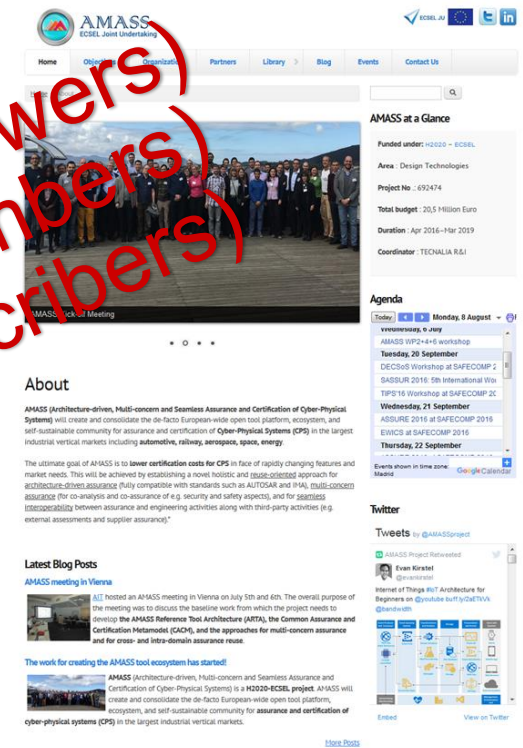 AMASS
ECSEL Joint Undertaking
ECSEL JU
Home
Partners
Library
Blog
Events
Contact Us
wers)
bers)
cribers)
AMASS Kick-off Meeting
AMASS at a Glance
Funded under: H2020 – ECSEL
Area : Design Technologies
Project No .: 692474
Total budget : 20,5 Million Euro
Duration : Apr 2016–Mar 2019
Coordinator : TECNALIA R&I
Agenda
Today Monday, 8 August
Wednesday, 6 July
AMASS WP2+4+6 workshop
Tuesday, 20 September
DECSoS Workshop at SAFECOMP 2
SASSUR 2016: 5th International Wor
TIPS'16 Workshop at SAFECOMP 20
Wednesday, 21 September
ASSURE 2016 at SAFECOMP 2016
EWICS at SAFECOMP 2016
Thursday, 22 September
Events shown in time zone:
Madrid
Google Calendar
About
AMASS (Architecture-driven, Multi-concern and Seamless Assurance and Certification of Cyber-Physical
Systems) will create and consolidate the de-facto European-wide open tool platform, ecosystem, and
self-sustainable community for assurance and certification of Cyber-Physical Systems (CPS) in the largest
industrial vertical markets including automotive, railway, aerospace, space, energy.
The ultimate goal of AMASS is to lower certification costs for CPS in face of rapidly changing features and
market needs. This will be achieved by establishing a novel holistic and reuse-oriented approach for
architecture-driven assurance (fully compatible with standards such as AUTOSAR and IMA), multi-concern
assurance (for co-analysis and co-assurance of e.g. security and safety aspects), and for seamless
interoperability between assurance and engineering activities along with third-party activities (e.g.
external assessments and supplier assurance)."
Twitter
Tweets by @AMASSproject
AMASS Project Retweeted
Evan Kirstel
@evankirstel
Internet of Things #IoT Architecture for
Beginners on @youtube buff.ly/2aETkVk
@bandwidth
Embed
View on Twitter
Latest Blog Posts
AMASS meeting in Vienna
AIT hosted an AMASS meeting in Vienna on July 5th and 6th. The overall purpose of
the meeting was to discuss the baseline work from which the project needs to
develop the AMASS Reference Tool Architecture (ARTA), the Common Assurance and
Certification Metamodel (CACM), and the approaches for multi-concern assurance
and for cross- and intra-domain assurance reuse.
The work for creating the AMASS tool ecosystem has started!
AMASS (Architecture-driven, Multi-concern and Seamless Assurance and
Certification of Cyber-Physical Systems) is a H2020-ECSEL project. AMASS will
create and consolidate the de-facto European-wide open tool platform,
ecosystem, and self-sustainable community for assurance and certification of
cyber-physical systems (CPS) in the largest industrial vertical markets.
More Posts